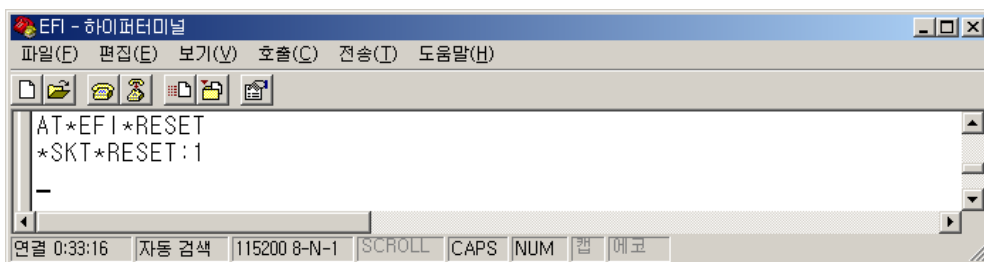 EFI - 하이퍼터미널
파일(F) 편집(E) 보기(V) 호출(C) 전송(T) 도움말(H)
AT*EFI*RESET
*SKT*RESET:1
연결 0:33:16 자동 검색 115200 8-N-1 SCROLL CAPS NUM 캡 에코